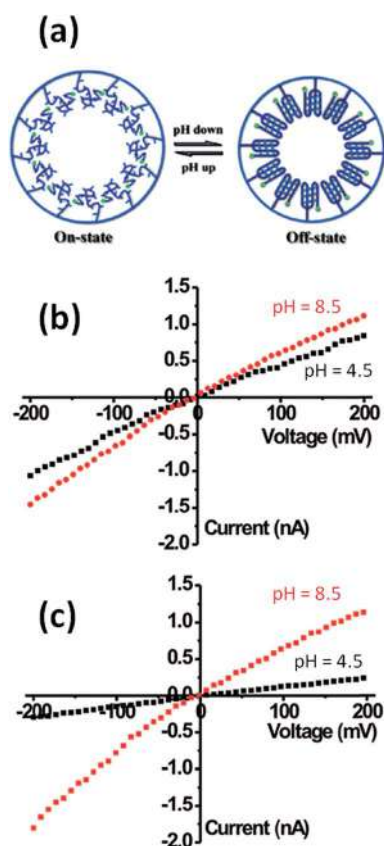 (a)
pH down
pH up
On-state
Off-state
(b)
1.5
1.0
0.5
0.0
-0.5
-1.0
-1.5
-2.0
pH = 8.5
pH = 4.5
-200
-100
0
100
200
Voltage (mV)
Current (nA)
(c)
1.5
1.0
0.5
0.0
-0.5
-1.0
-1.5
-2.0
pH = 8.5
pH = 4.5
-200
-100
0
100
200
Voltage (mV)
Current (nA)